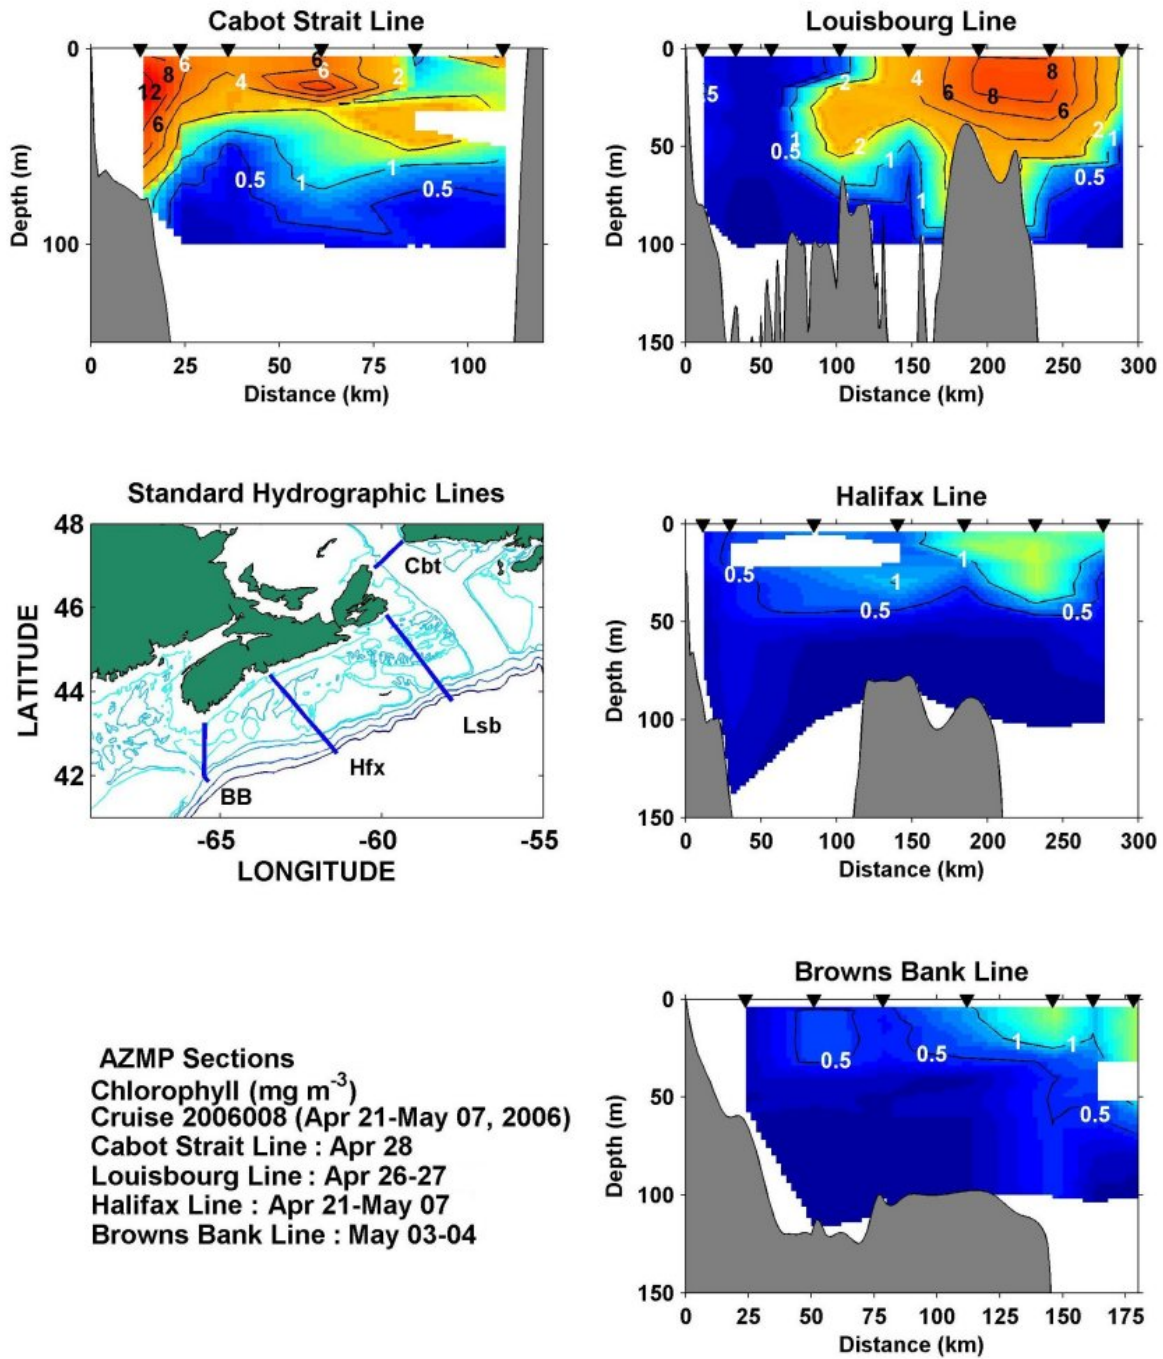 Cabot Strait Line
0
100
Depth (m)
6
8
12
6
4
6
6
2
1
0.5
1
0.5
0 25 50 75 100
Distance (km)
Louisbourg Line
0
50
100
150
Depth (m)
.5
2
4
6
8
8
6
2
1
1
0.5
2
1
1
0.5
0 50 100 150 200 250 300
Distance (km)
Standard Hydrographic Lines
48
46
44
42
LATITUDE
Cbt
Lsb
Hfx
BB
-65 -60 -55
LONGITUDE
Halifax Line
0
50
100
150
Depth (m)
0.5
1
1
0.5
0.5
0 50 100 150 200 250 300
Distance (km)
AZMP Sections
Chlorophyll (mg m-3)
Cruise 2006008 (Apr 21-May 07, 2006)
Cabot Strait Line : Apr 28
Louisbourg Line : Apr 26-27
Halifax Line : Apr 21-May 07
Browns Bank Line : May 03-04
Browns Bank Line
0
50
100
150
Depth (m)
0.5
0.5
1
1
0.5
0 25 50 75 100 125 150 175
Distance (km)